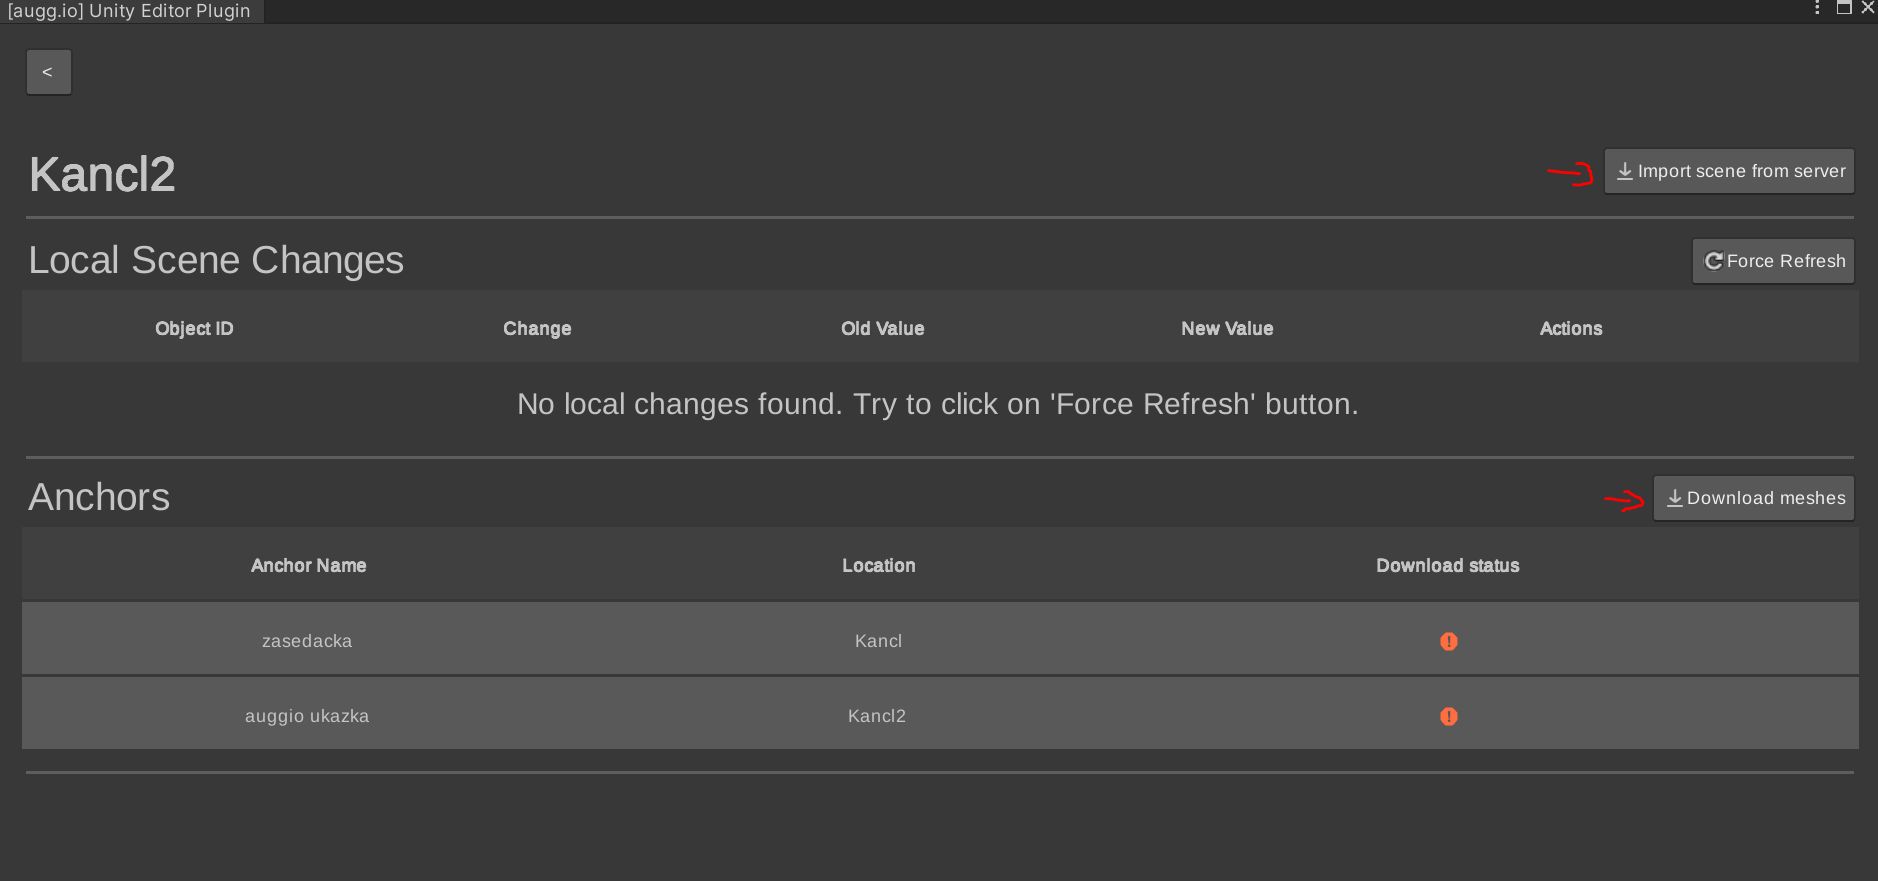 [augg.io] Unity Editor Plugin
<
Kancl2
Import scene from server
Local Scene Changes
Force Refresh
Object ID Change Old Value New Value Actions
No local changes found. Try to click on 'Force Refresh' button.
Anchors
Download meshes
Anchor Name Location Download status
zasedacka Kancl
auggio ukazka Kancl2